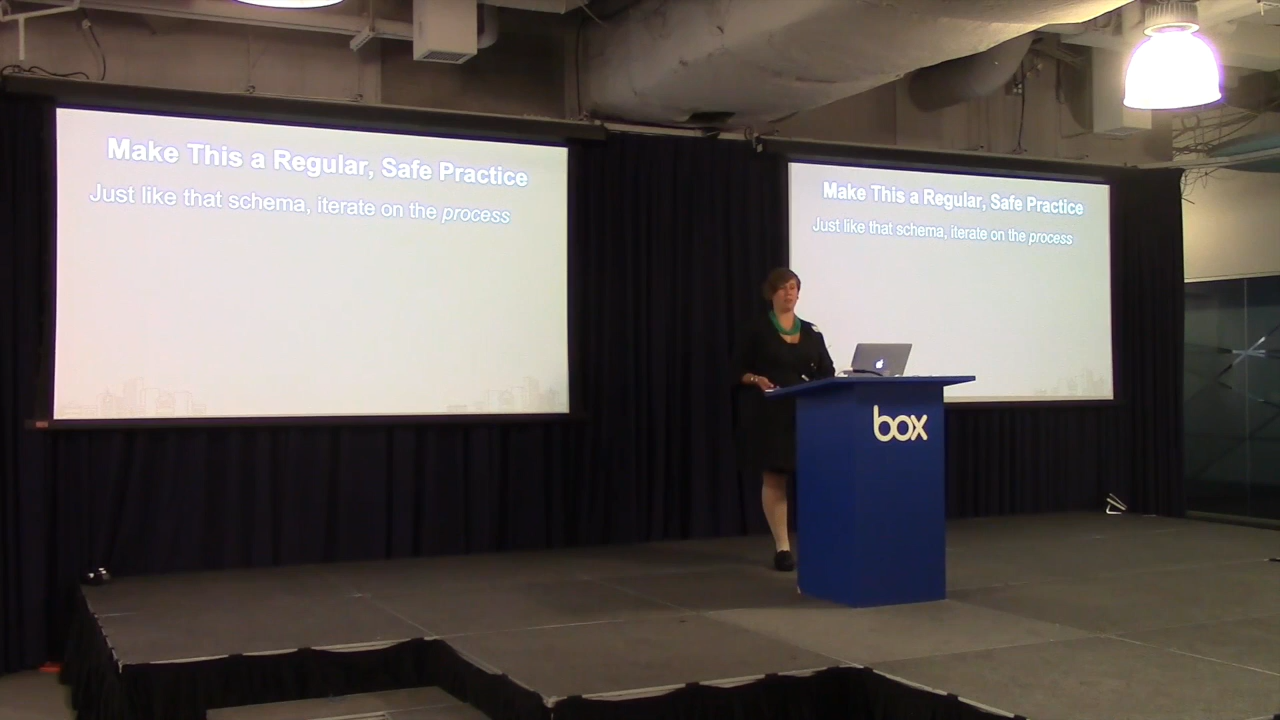 Make This a Regular, Safe Practice
Just like that schema, iterate on the process
Make This a Regular, Safe Practice
Just like that schema, iterate on the process
box